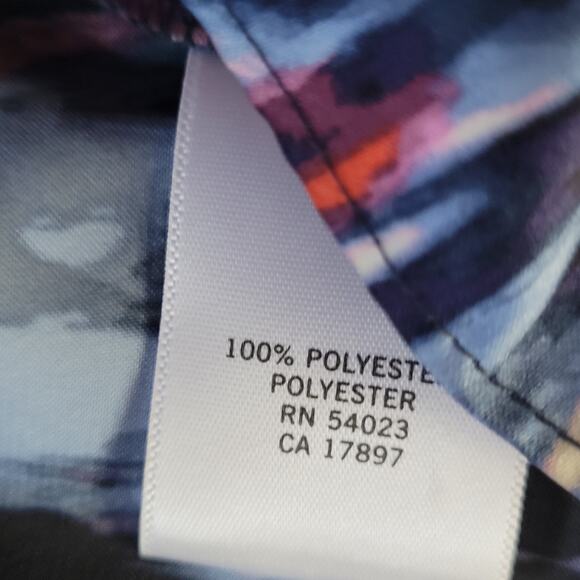 100% POLYESTE
POLYESTER
RN 54023
CA 17897